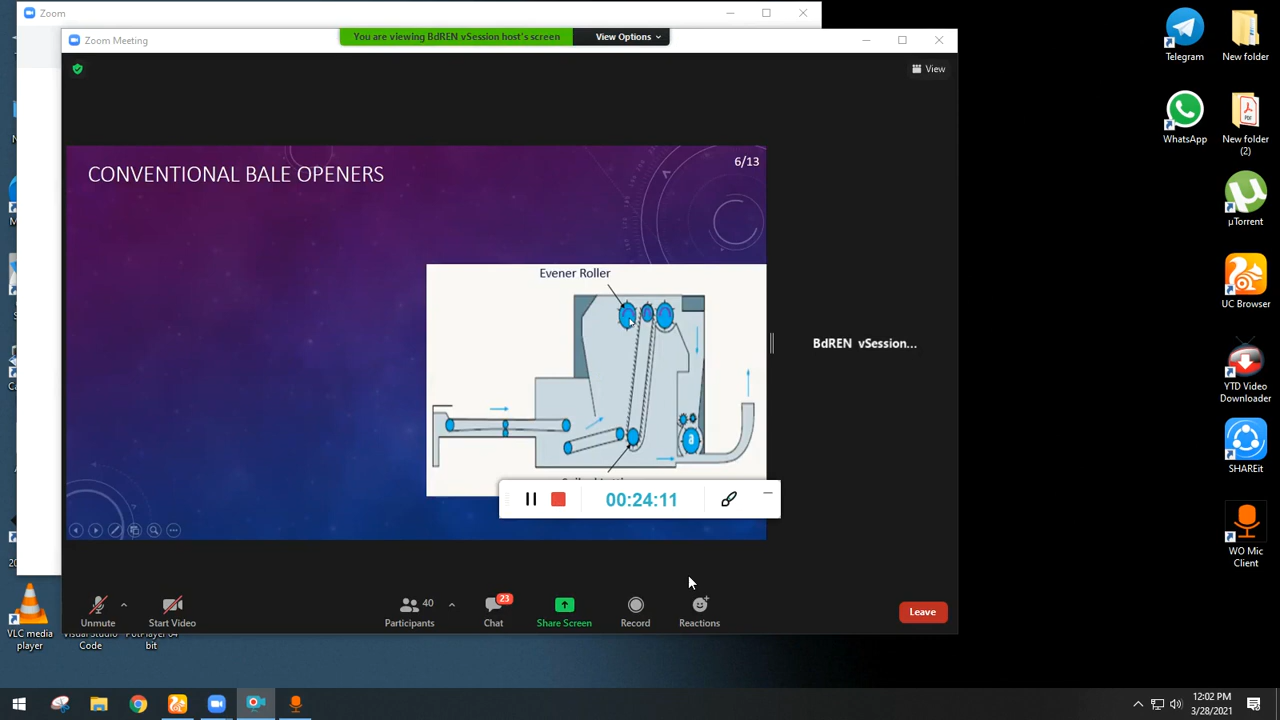 Zoom
Zoom Meeting
You are viewing BdREN vSession host's screen
View Options
View
CONVENTIONAL BALE OPENERS
6/13
Evener Roller
a
BdREN vSession...
00:24:11
Unmute
Start Video
40
Participants
23
Chat
Share Screen
Record
Reactions
Leave
Telegram
New folder
WhatsApp
New folder
(2)
µTorrent
UC Browser
YTD Video
Downloader
SHAREit
WO Mic
Client
VLC media
player
Visual Studio
Code
PotPlayer 64
bit
12:02 PM
3/28/2021